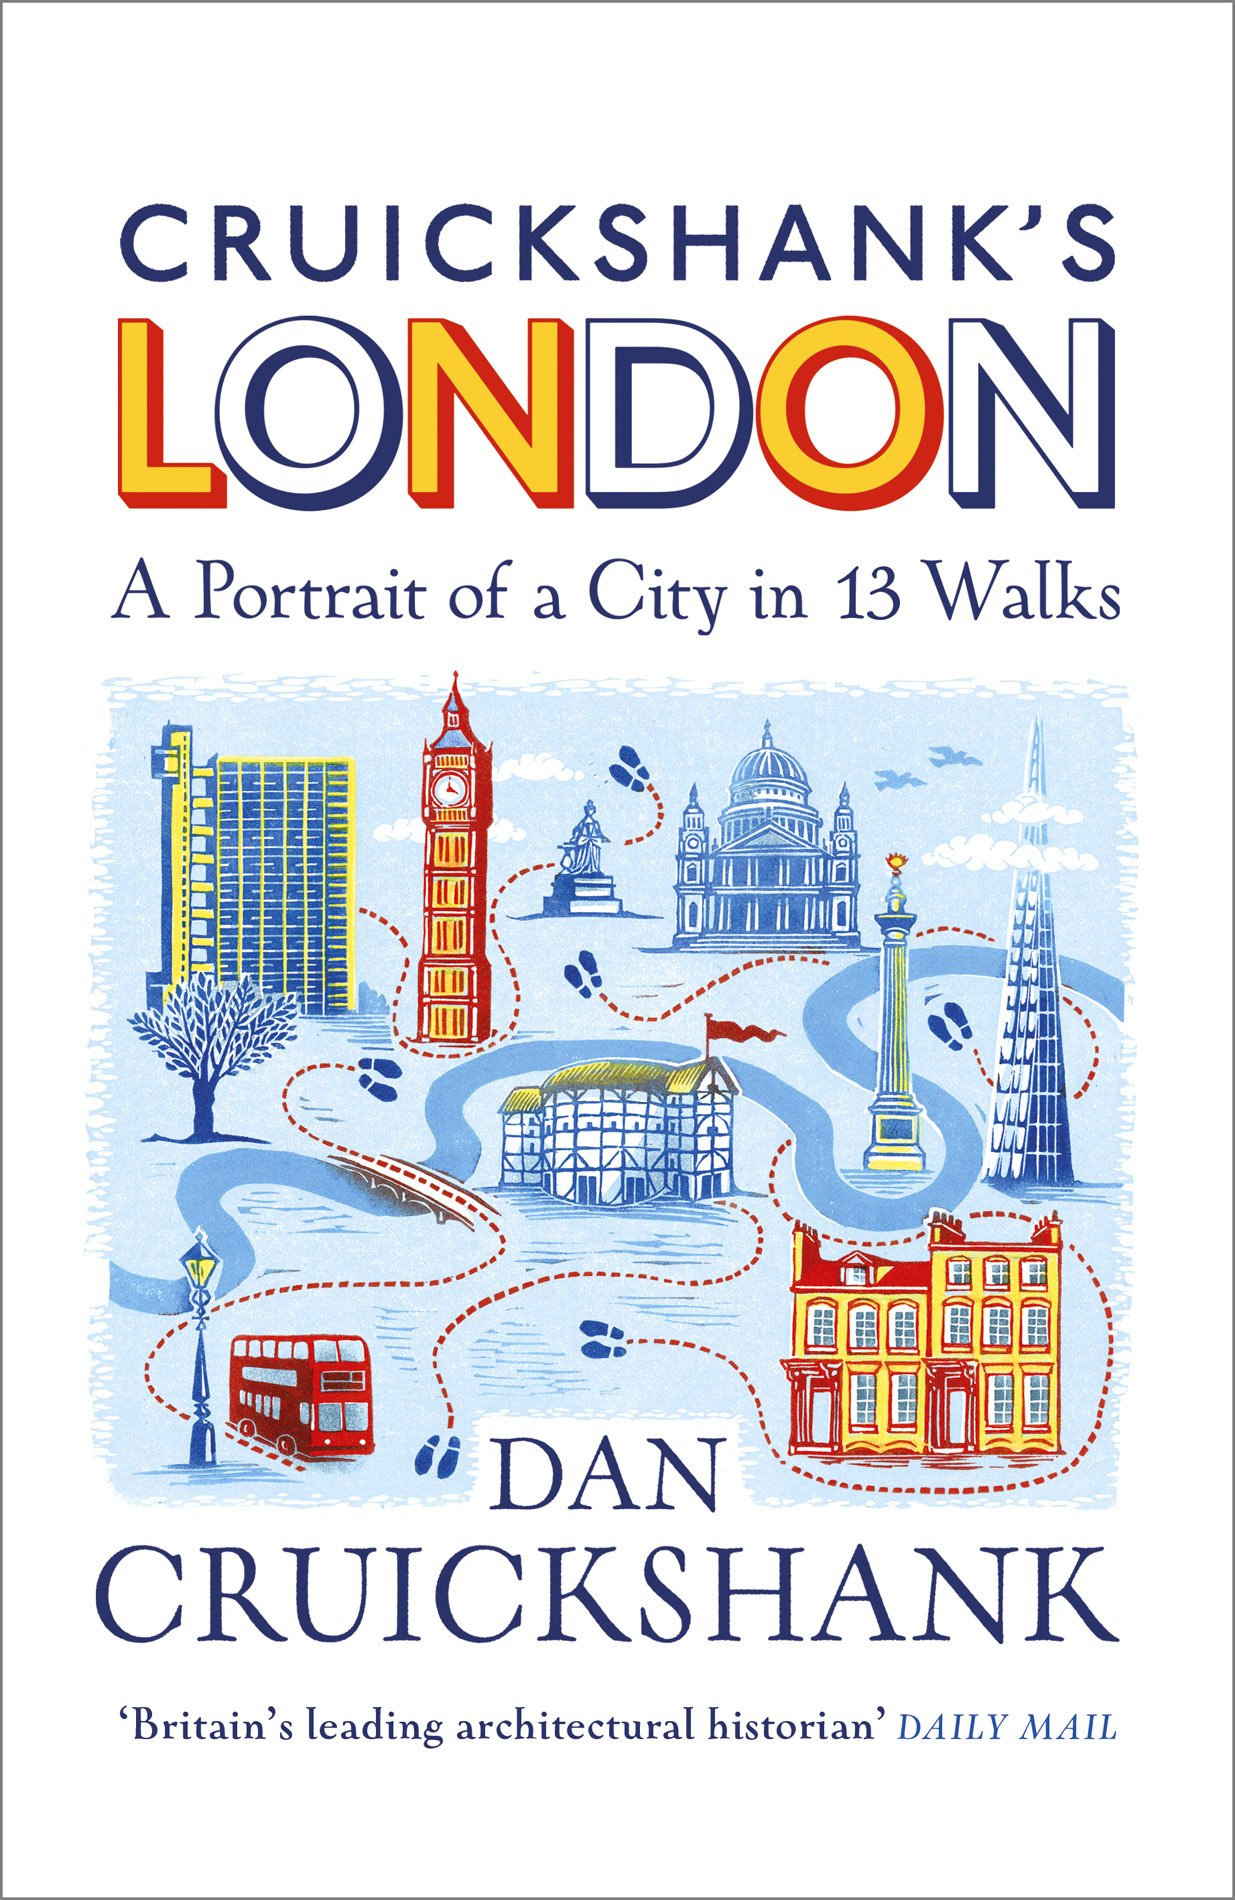 CRUICKSHANK’S
LONDON
A Portrait of a City in 13 Walks
DAN
CRUICKSHANK
‘Britain’s leading architectural historian’ DAILY MAIL